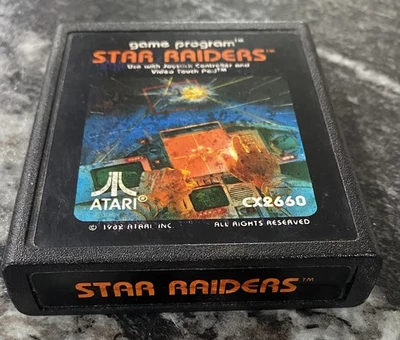 game program™
STAR RAIDERS™
Use with Joystick Controller and
Video Touch Pad™
ATARI®
CX2660
© 1982 ATARI, INC.
ALL RIGHTS RESERVED
STAR RAIDERS™